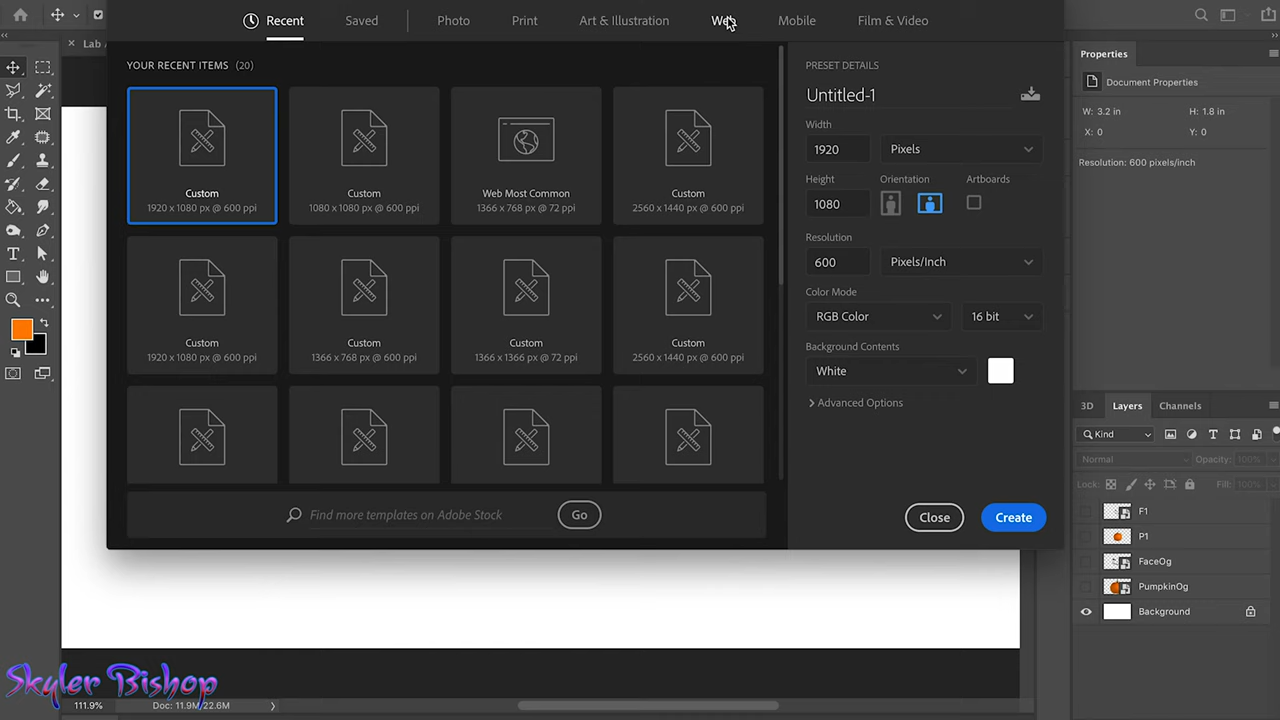 Recent Saved Photo Print Art & Illustration Web Mobile Film & Video
× Lab
YOUR RECENT ITEMS (20)
Custom
1920 x 1080 px @ 600 ppi
Custom
1080 x 1080 px @ 600 ppi
Web Most Common
1366 x 768 px @ 72 ppi
Custom
2560 x 1440 px @ 600 ppi
Custom
1920 x 1080 px @ 600 ppi
Custom
1366 x 768 px @ 600 ppi
Custom
1366 x 1366 px @ 72 ppi
Custom
2560 x 1440 px @ 600 ppi
Find more templates on Adobe Stock Go
PRESET DETAILS
Untitled-1
Width
1920 Pixels
Height Orientation Artboards
1080
Resolution
600 Pixels/Inch
Color Mode
RGB Color 16 bit
Background Contents
White
Advanced Options
Close Create
Properties
Document Properties
W: 3.2 in H: 1.8 in
X: 0 Y: 0
Resolution: 600 pixels/inch
3D Layers Channels
Kind
Normal Opacity: 100%
Lock: Fill: 100%
F1
P1
FaceOg
PumpkinOg
Background
Skyler Bishop
111.9% Doc: 11.9M/22.6M